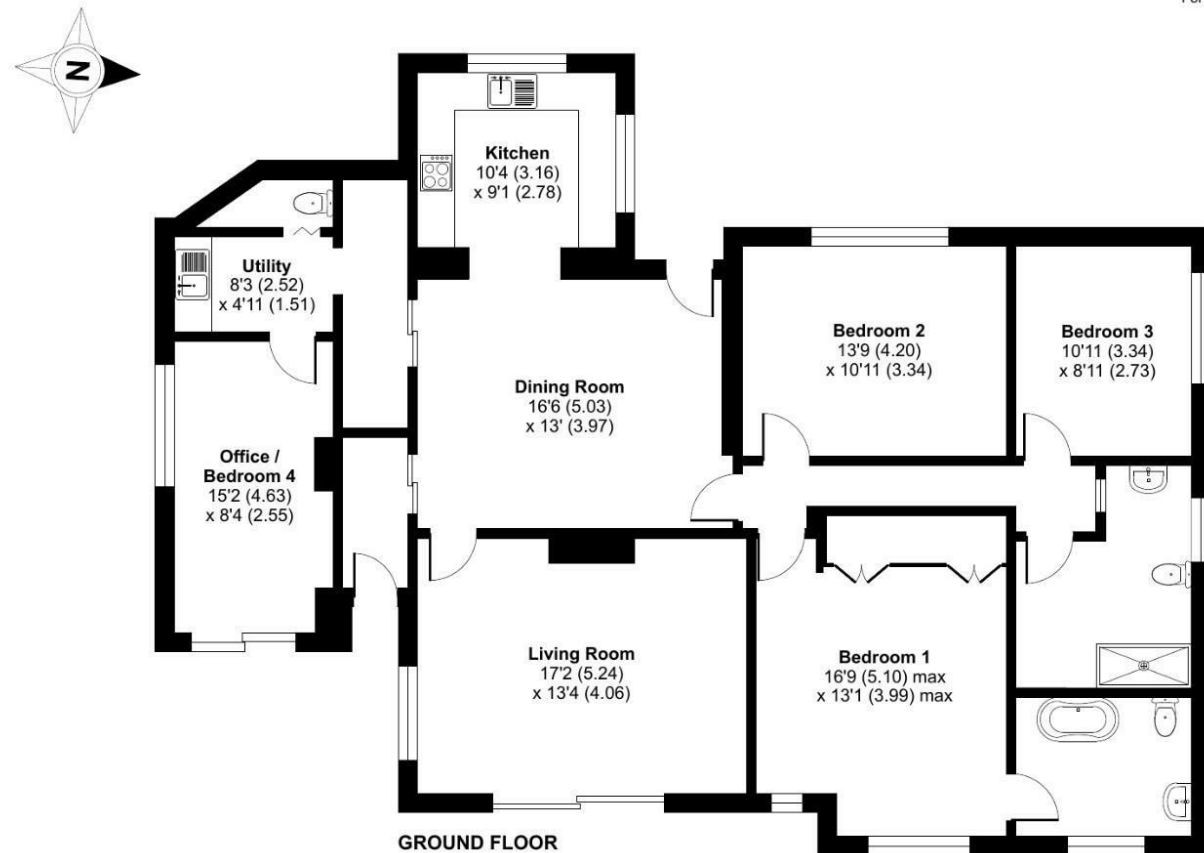 N
Kitchen
10'4 (3.16)
x 9'1 (2.78)
Utility
8'3 (2.52)
x 4'11 (1.51)
Bedroom 2
13'9 (4.20)
x 10'11 (3.34)
Bedroom 3
10'11 (3.34)
x 8'11 (2.73)
Dining Room
16'6 (5.03)
x 13' (3.97)
Office /
Bedroom 4
15'2 (4.63)
x 8'4 (2.55)
Living Room
17'2 (5.24)
x 13'4 (4.06)
Bedroom 1
16'9 (5.10) max
x 13'1 (3.99) max
GROUND FLOOR